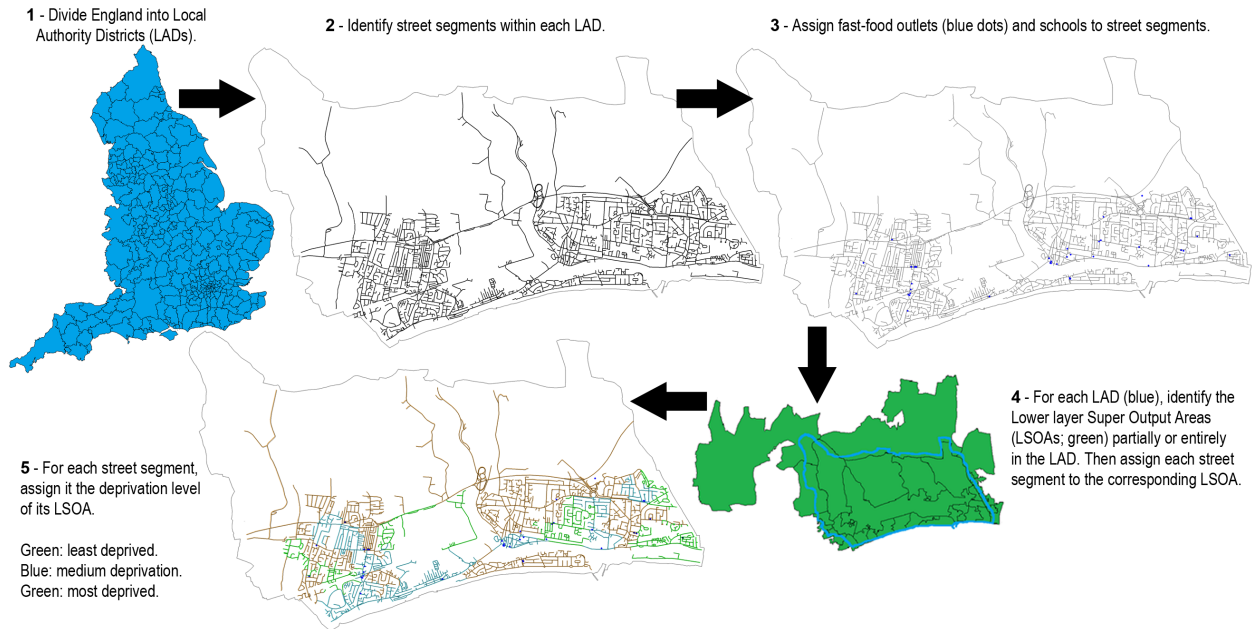 1 - Divide England into Local
Authority Districts (LADs).
2 - Identify street segments within each LAD.
3 - Assign fast-food outlets (blue dots) and schools to street segments.
4 - For each LAD (blue), identify the
Lower layer Super Output Areas
(LSOAs; green) partially or entirely
in the LAD. Then assign each street
segment to the corresponding LSOA.
5 - For each street segment,
assign it the deprivation level
of its LSOA.
Green: least deprived.
Blue: medium deprivation.
Green: most deprived.